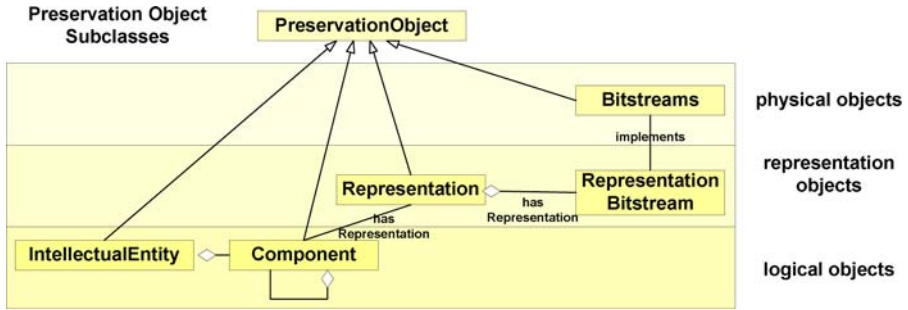 Preservation Object
Subclasses
PreservationObject
Bitstreams
physical objects
implements
representation
objects
Representation
Representation
Bitstream
has
Representation
has
Representation
IntellectualEntity
Component
logical objects